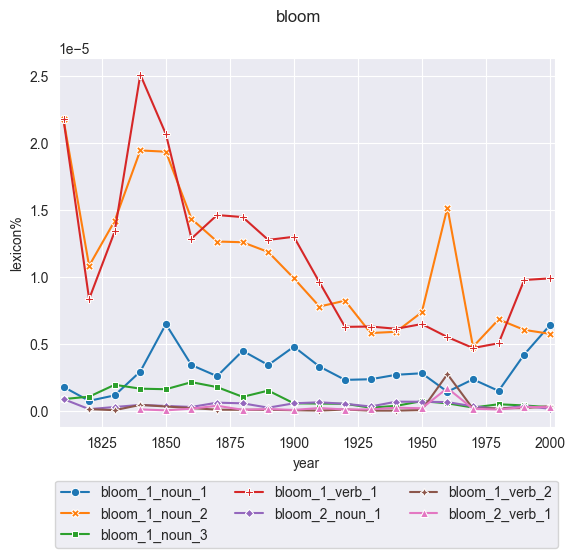 bloom
1e−5
2.5
2.0
1.5
1.0
0.5
0.0
lexicon%
1825 1850 1875 1900 1925 1950 1975 2000
year
bloom_1_noun_1 bloom_1_verb_1 bloom_1_verb_2
bloom_1_noun_2 bloom_2_noun_1 bloom_2_verb_1
bloom_1_noun_3